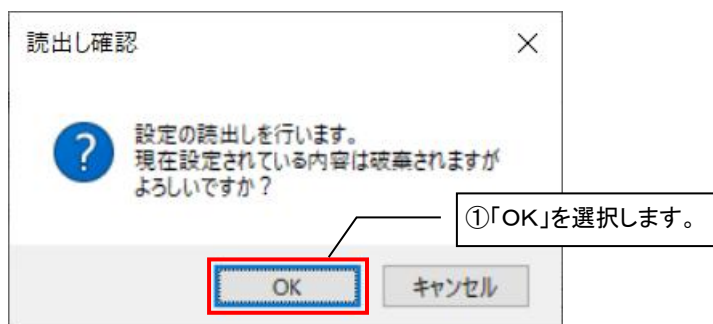 読出し確認
設定の読出しを行います。
現在設定されている内容は破棄されますが
よろしいですか？
①「OK」を選択します。
OK
キャンセル